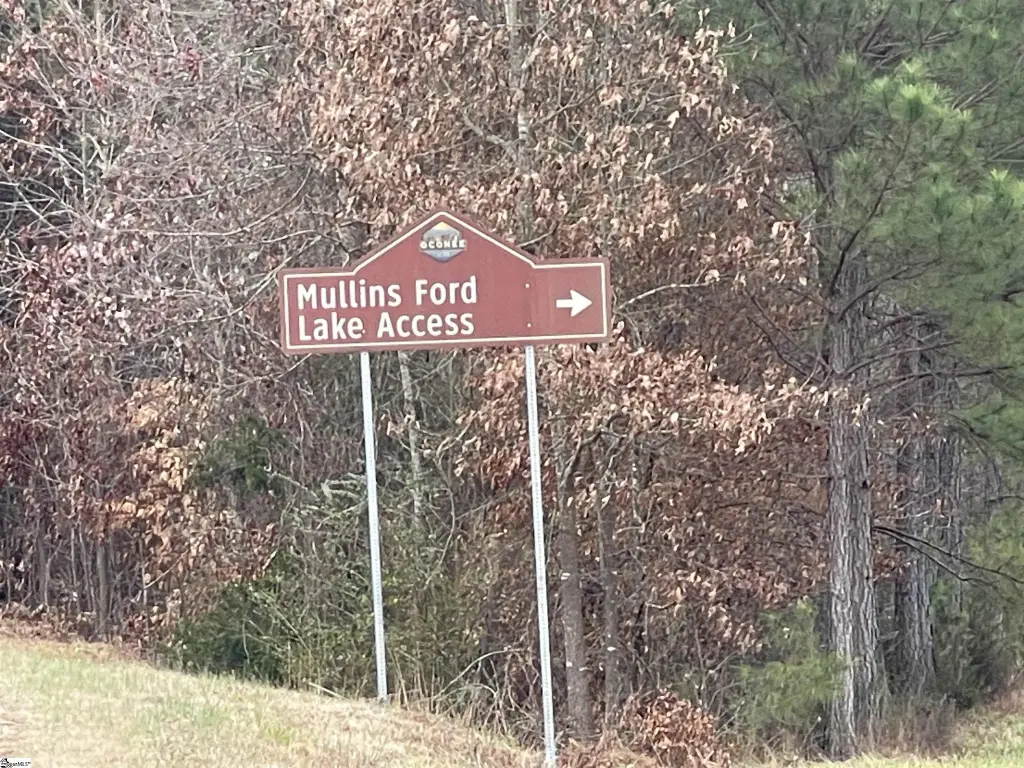 OCONEE
Mullins Ford
Lake Access